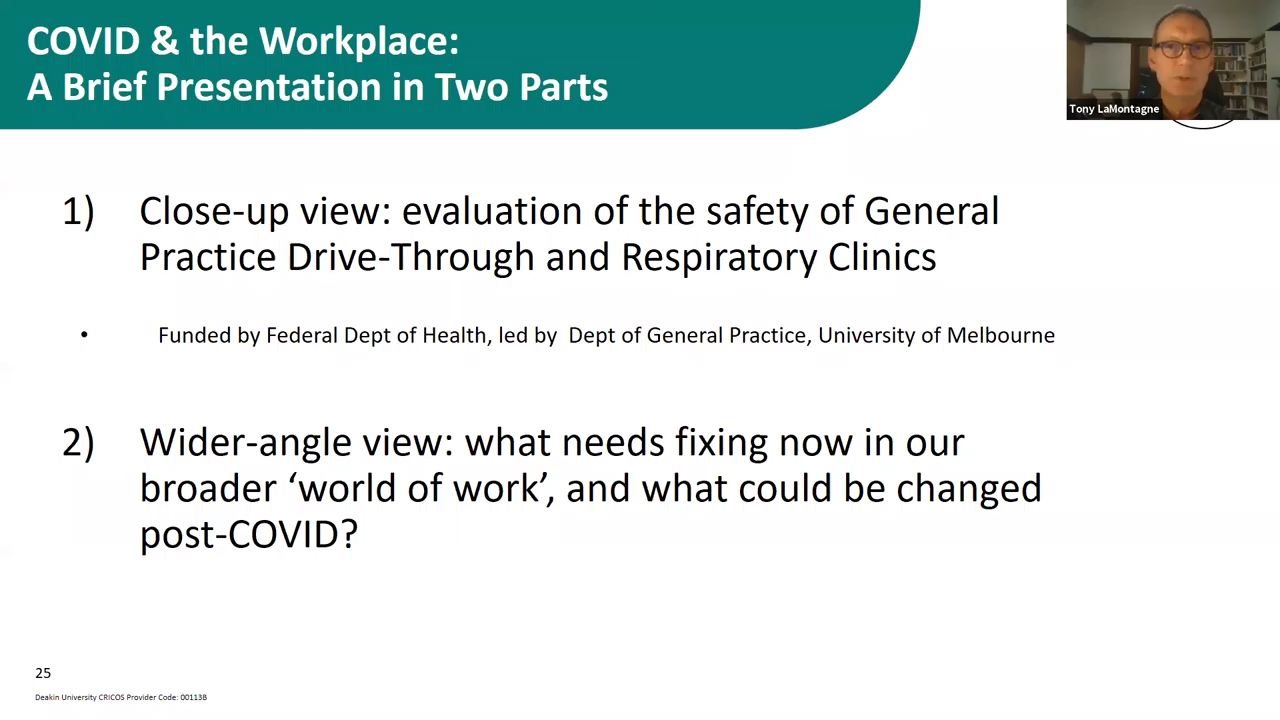 COVID & the Workplace:
A Brief Presentation in Two Parts
Tony LaMontagne
1) Close-up view: evaluation of the safety of General
Practice Drive-Through and Respiratory Clinics
• Funded by Federal Dept of Health, led by Dept of General Practice, University of Melbourne
2) Wider-angle view: what needs fixing now in our
broader ‘world of work’, and what could be changed
post-COVID?
25
Deakin University CRICOS Provider Code: 00113B